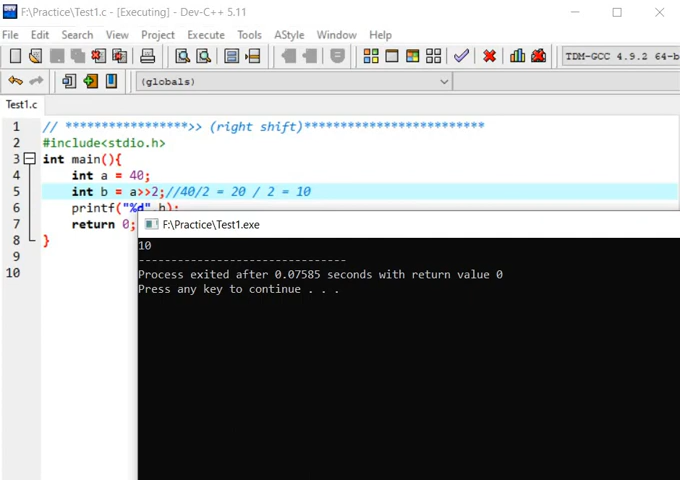 F:\Practice\Test1.c - [Executing] - Dev-C++ 5.11
File Edit Search View Project Execute Tools AStyle Window Help
TDM-GCC 4.9.2 64-b
(globals)
Test1.c
1 // *****************>> (right shift)*************************
2 #include<stdio.h>
3 int main(){
4 int a = 40;
5 int b = a>>2;//40/2 = 20 / 2 = 10
6 printf("%d",b);
7 return 0;
8 }
9
10
F:\Practice\Test1.exe
10
--------------------------------
Process exited after 0.07585 seconds with return value 0
Press any key to continue . . .